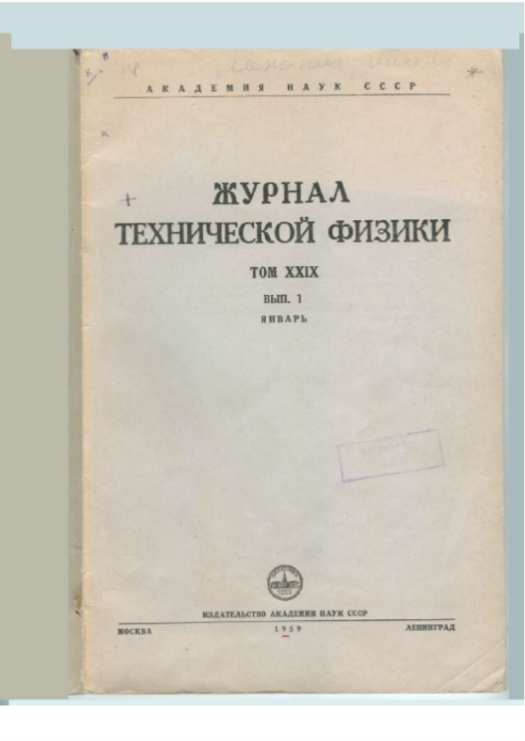 АКАДЕМИЯ НАУК СССР
ЖУРНАЛ
ТЕХНИЧЕСКОЙ ФИЗИКИ
ТОМ XXIX
ВЫП. 1
ЯНВАРЬ
ИЗДАТЕЛЬСТВО АКАДЕМИИ НАУК СССР
МОСКВА 1959 ЛЕНИНГРАД